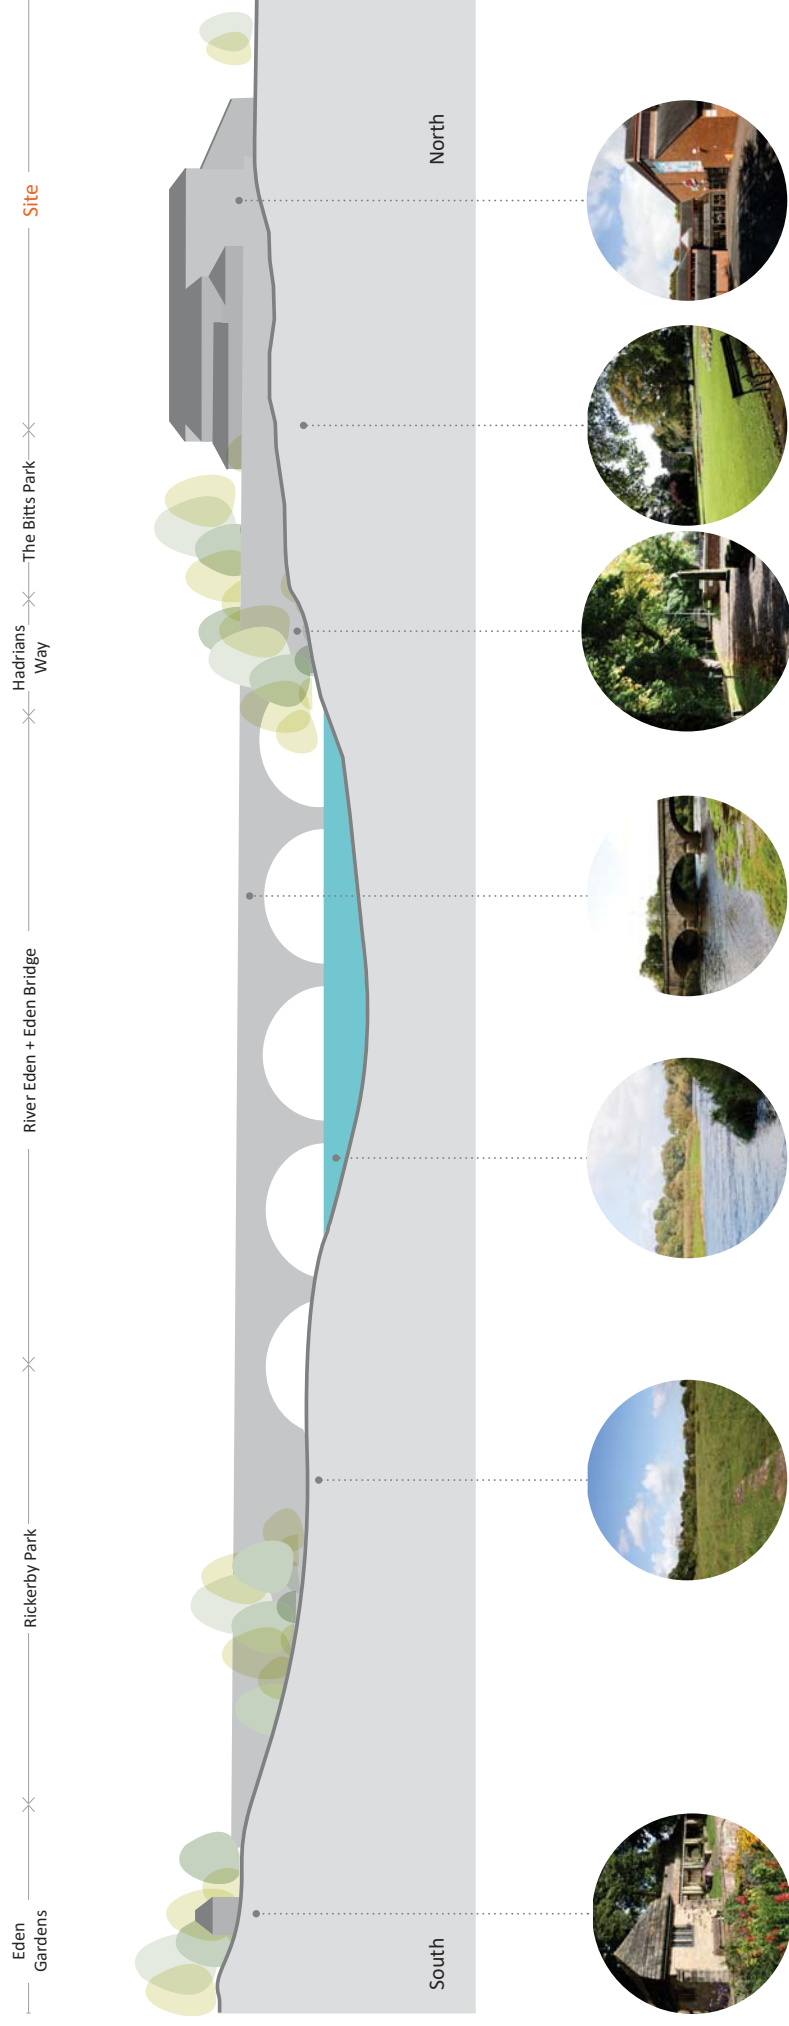 Eden
Gardens
Rickerby Park
River Eden + Eden Bridge
Hadrians
Way
The Bitts Park
Site
South
North